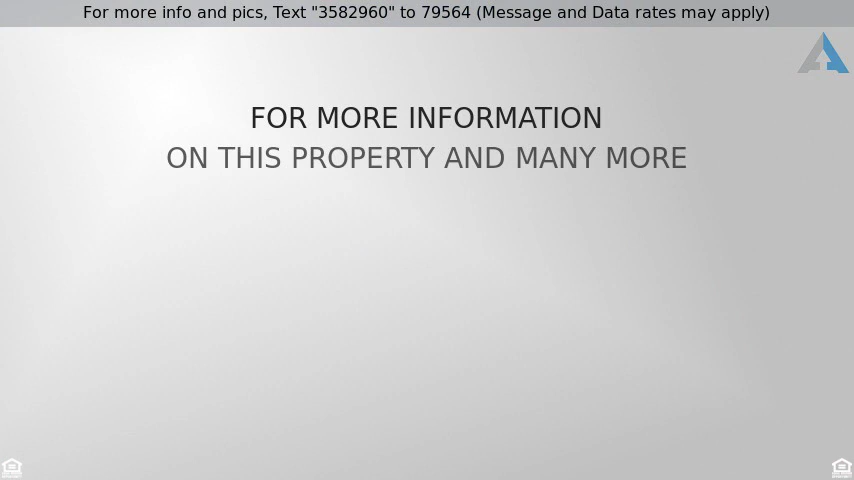 For more info and pics, Text "3582960" to 79564 (Message and Data rates may apply)
FOR MORE INFORMATION
ON THIS PROPERTY AND MANY MORE